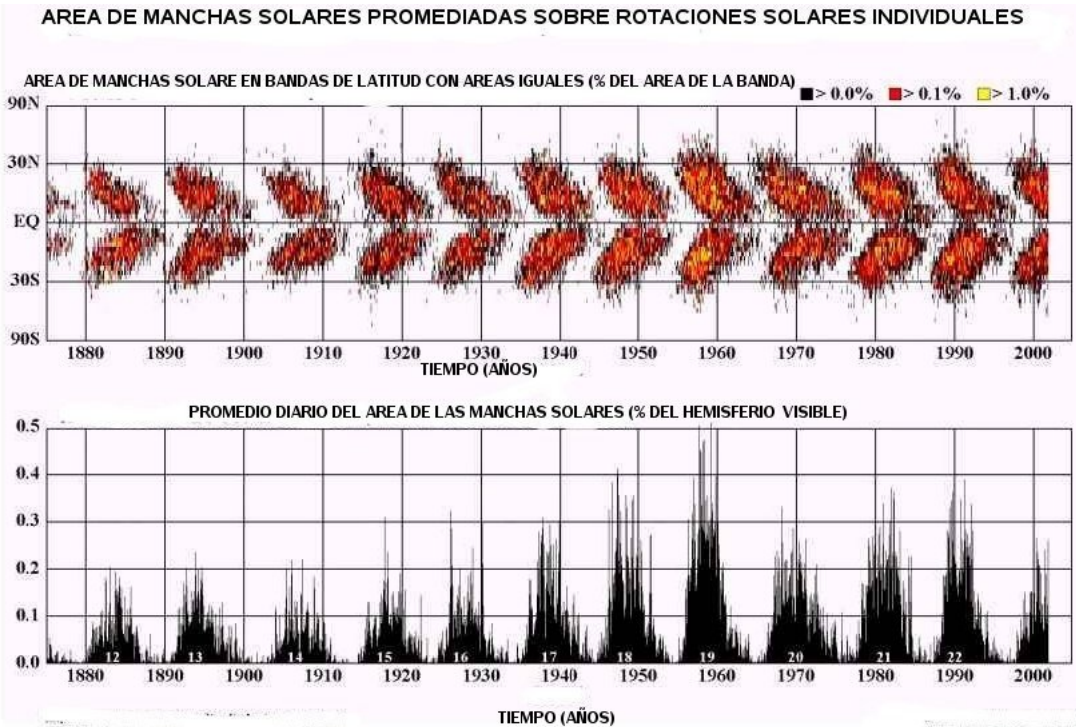 AREA DE MANCHAS SOLARES PROMEDIADAS SOBRE ROTACIONES SOLARES INDIVIDUALES
AREA DE MANCHAS SOLARE EN BANDAS DE LATITUD CON AREAS IGUALES (% DEL AREA DE LA BANDA) > 0.0% > 0.1% > 1.0%
90N
30N
EQ
30S
90S
1880 1890 1900 1910 1920 1930 1940 1950 1960 1970 1980 1990 2000
TIEMPO (AÑOS)
PROMEDIO DIARIO DEL AREA DE LAS MANCHAS SOLARES (% DEL HEMISFERIO VISIBLE)
0.5
0.4
0.3
0.2
0.1
0.0
12 13 14 15 16 17 18 19 20 21 22
1880 1890 1900 1910 1920 1930 1940 1950 1960 1970 1980 1990 2000
TIEMPO (AÑOS)